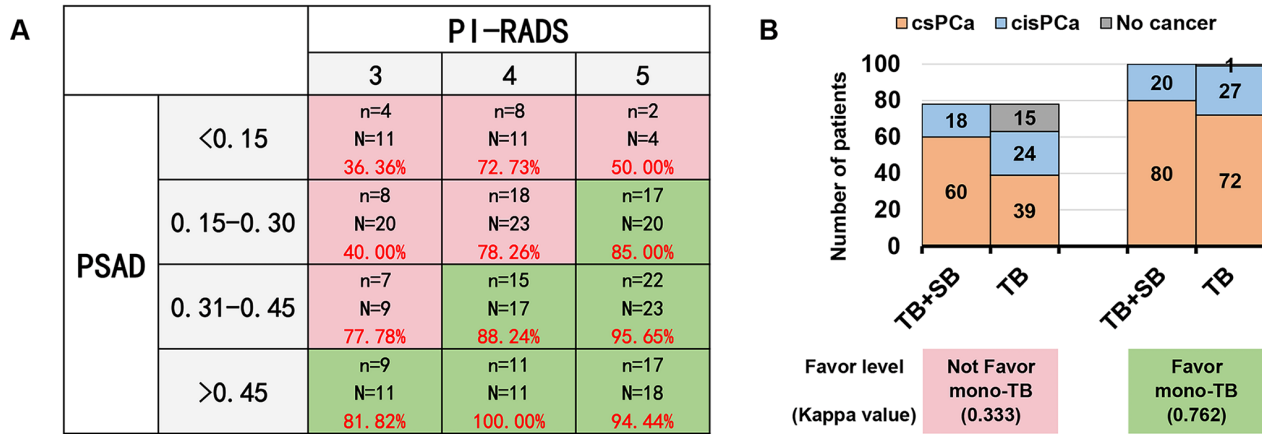 A
PI-RADS
3 4 5
PSAD
<0.15
n=4 n=8 n=2
N=11 N=11 N=4
36.36% 72.73% 50.00%
0.15-0.30
n=8 n=18 n=17
N=20 N=23 N=20
40.00% 78.26% 85.00%
0.31-0.45
n=7 n=15 n=22
N=9 N=17 N=23
77.78% 88.24% 95.65%
>0.45
n=9 n=11 n=17
N=11 N=11 N=18
81.82% 100.00% 94.44%
B
csPCa cisPCa No cancer
Number of patients
100
80
60
40
20
0
18
60
15
24
39
20
80
1
27
72
TB+SB TB TB+SB TB
Favor level
(Kappa value)
Not Favor
mono-TB
(0.333)
Favor
mono-TB
(0.762)